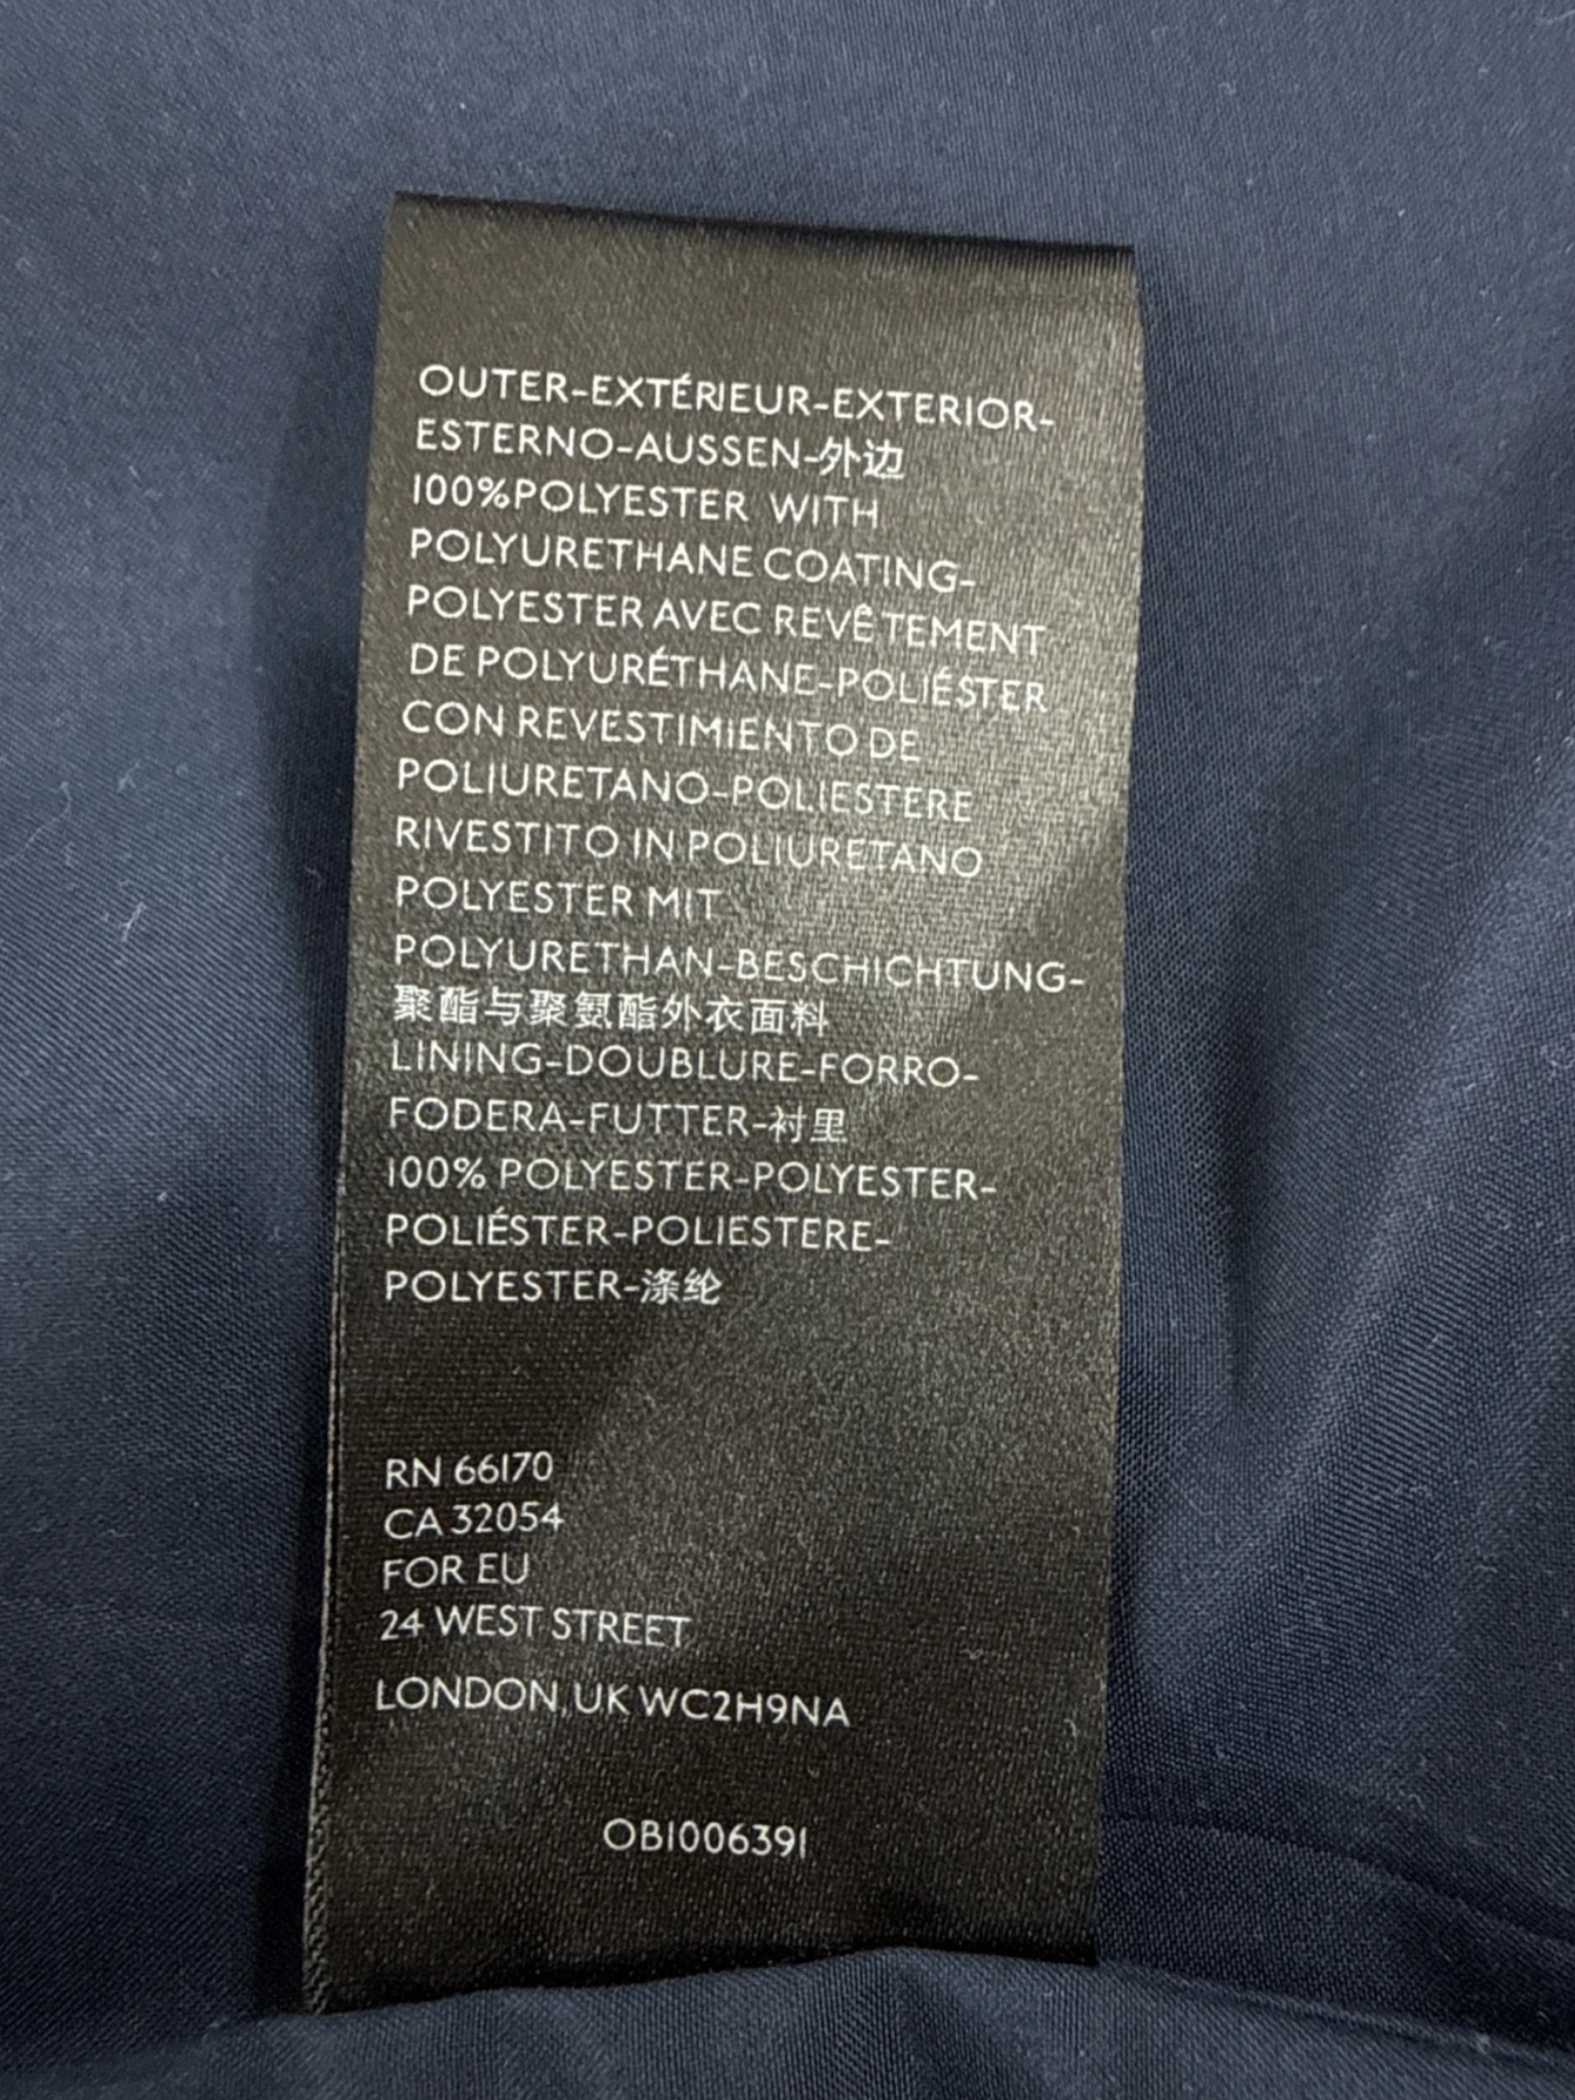 OUTER-EXTÉRIEUR-EXTERIOR-
ESTERNO-AUSSEN-外边
100%POLYESTER WITH
POLYURETHANE COATING-
POLYESTER AVEC REVÊTEMENT
DE POLYURÉTHANE-POLIÉSTER
CON REVESTIMIENTO DE
POLIURETANO-POLIESTERE
RIVESTITO IN POLIURETANO
POLYESTER MIT
POLYURETHAN-BESCHICHTUNG-
聚酯与聚氨酯外衣面料
LINING-DOUBLURE-FORRO-
FODERA-FUTTER-衬里
100% POLYESTER-POLYESTER-
POLIÉSTER-POLIESTERE-
POLYESTER-涤纶
RN 66170
CA 32054
FOR EU
24 WEST STREET
LONDON,UK WC2H9NA
OB1006391